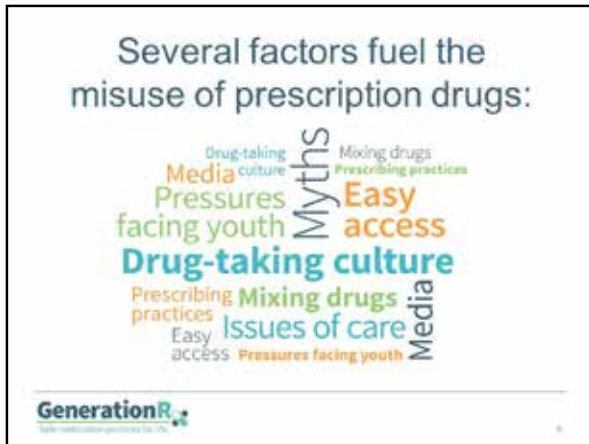 Several factors fuel the
misuse of prescription drugs:
Drug-taking
culture
Media
Pressures
facing youth
Myths
Mixing drugs
Prescribing practices
Easy
access
Drug-taking culture
Prescribing
practices
Mixing drugs
Easy
access
Issues of care
Pressures facing youth
Media
GenerationRx